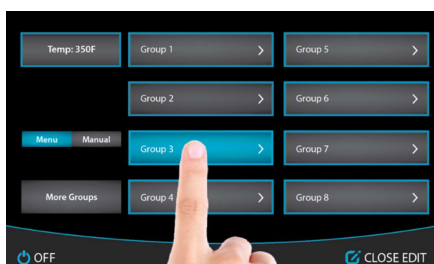 Temp: 350F
Group 1
Group 5
Group 2
Group 6
Menu
Manual
Group 3
Group 7
More Groups
Group 4
Group 8
OFF
CLOSE EDIT